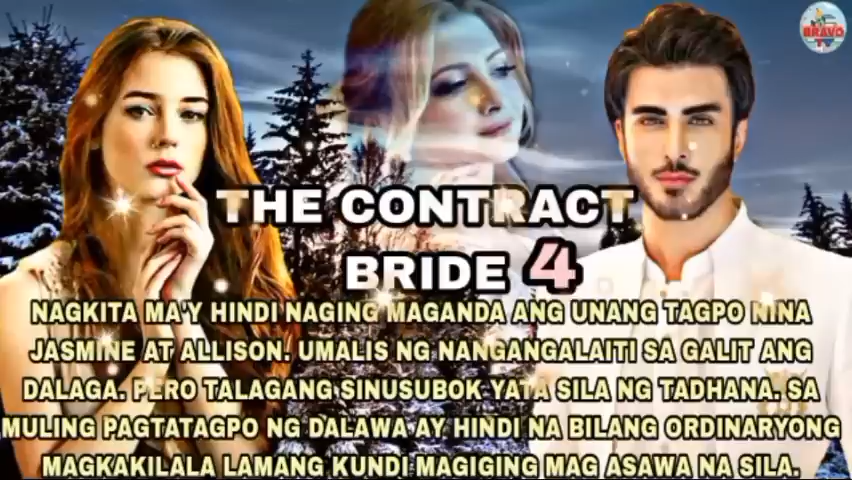 BRAVO
TV
THE CONTRACT
BRIDE 4
NAGKITA MA'Y HINDI NAGING MAGANDA ANG UNANG TAGPO NINA
JASMINE AT ALLISON. UMALIS NG NANGANGALAITI SA GALIT ANG
DALAGA. PERO TALAGANG SINUSUBOK YATA SILA NG TADHANA. SA
MULING PAGTATAGPO NG DALAWA AY HINDI NA BILANG ORDINARYONG
MAGKAKILALA LAMANG KUNDI MAGIGING MAG ASAWA NA SILA.